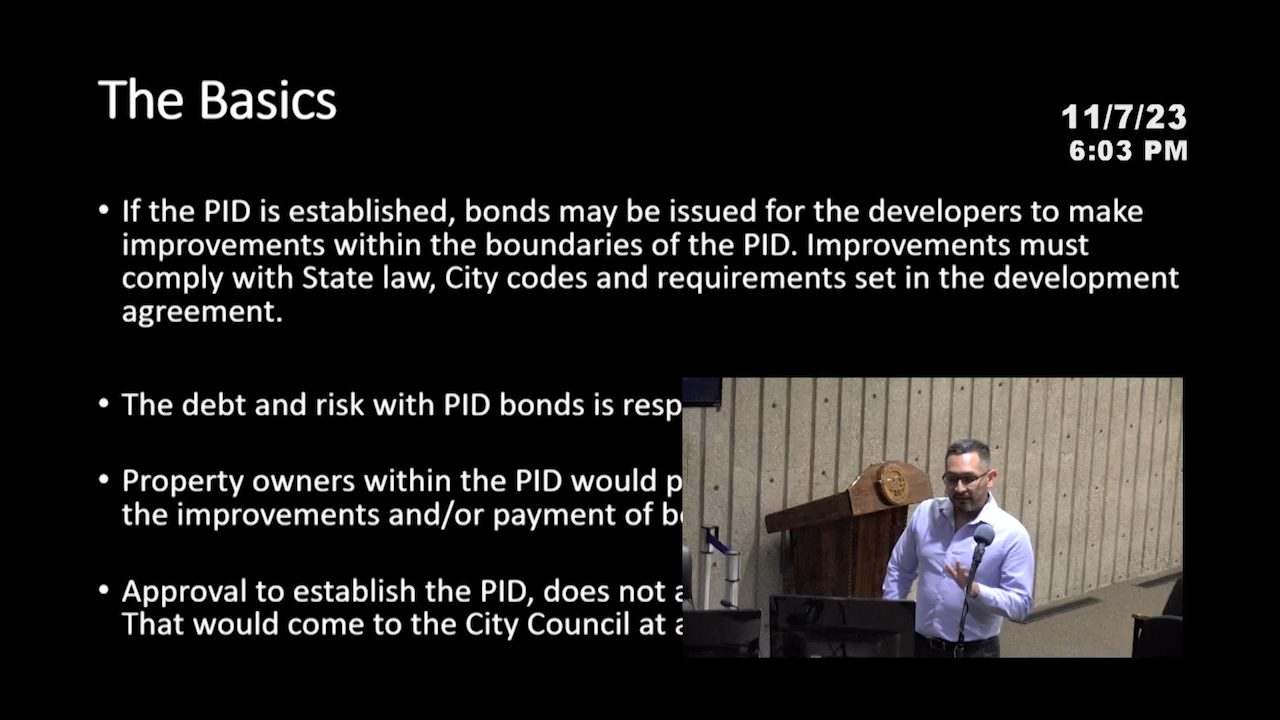 The Basics
11/7/23
6:03 PM
• If the PID is established, bonds may be issued for the developers to make
improvements within the boundaries of the PID. Improvements must
comply with State law, City codes and requirements set in the development
agreement.
• The debt and risk with PID bonds is
• Property owners within the PID would
the improvements and/or payment of
• Approval to establish the PID, does not
That would come to the City Council at